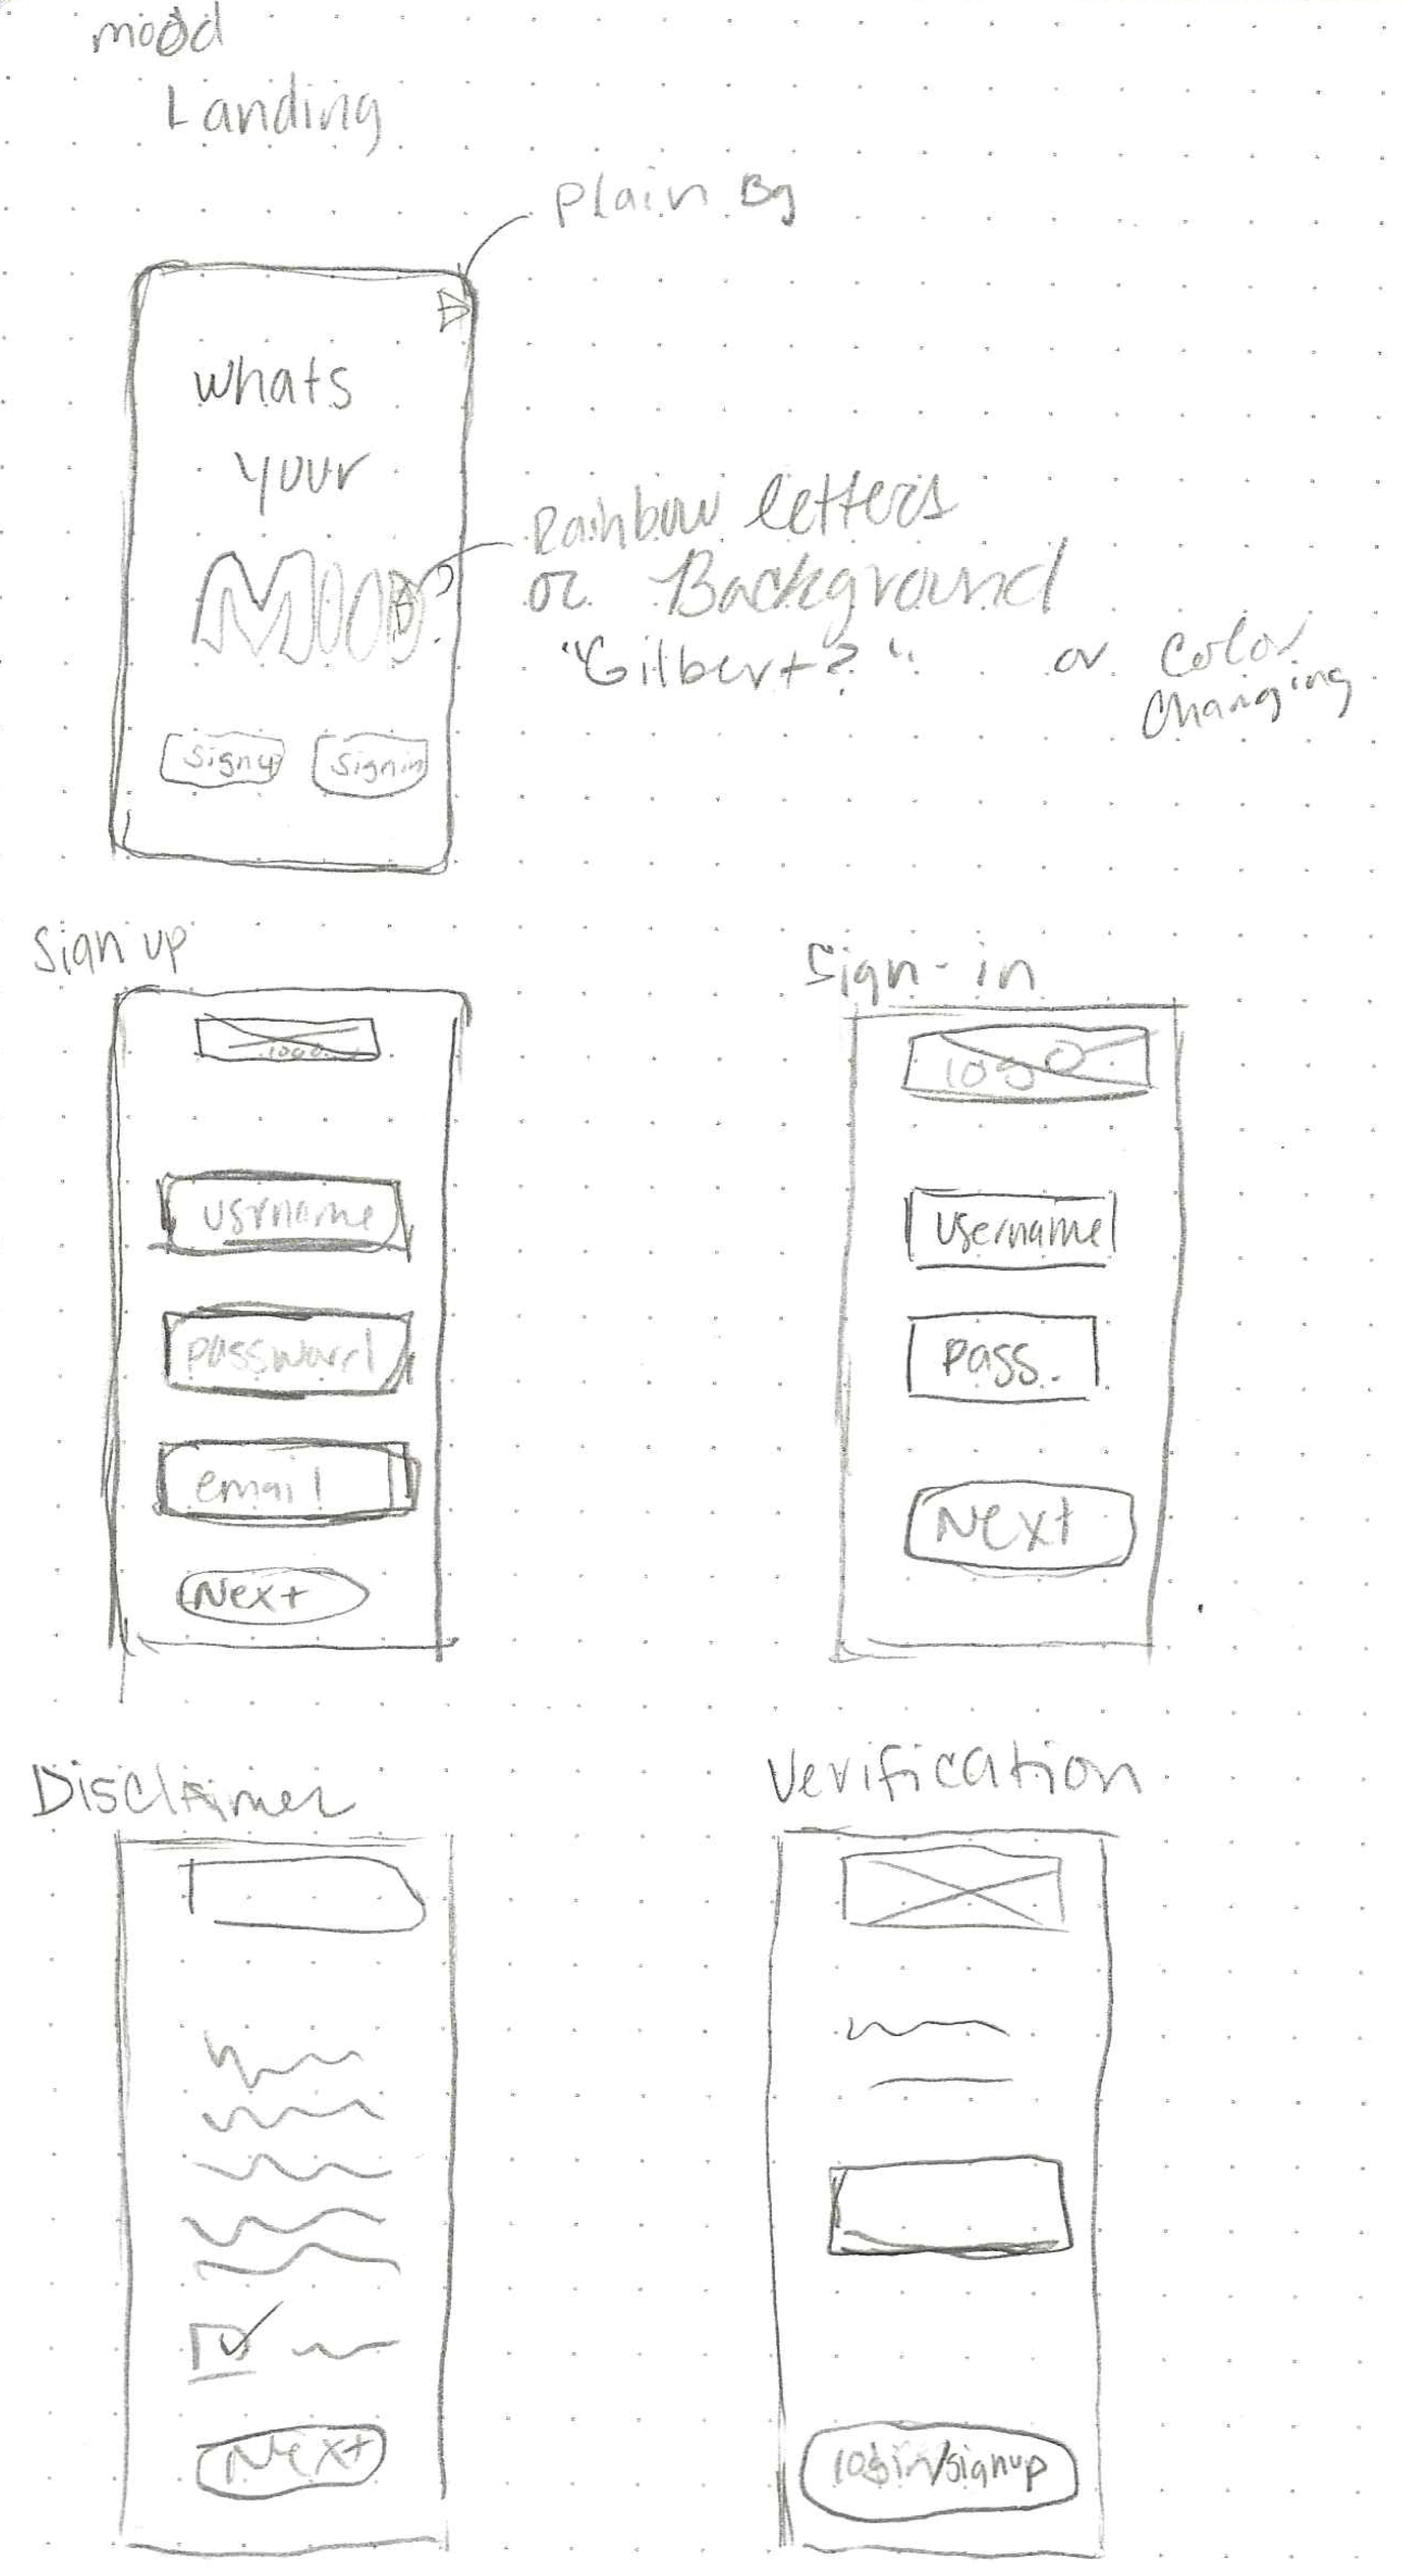 mood
Landing
plain Bg
whats
your
MOOD?
Rainbow letters
or Background
"Gilbert?"
or color
changing
Signup
Signin
Sign up
logo
usrname
password
email
Next
Sign-in
logo
username
pass.
Next
Disclaimer
Next
Verification
login/signup